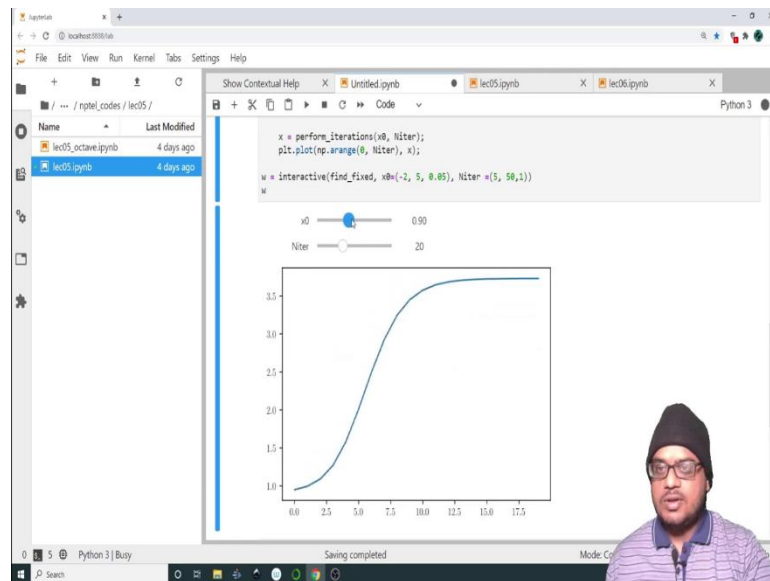 JupyterLab
localhost:8888/lab
File Edit View Run Kernel Tabs Settings Help
Show Contextual Help
Untitled.ipynb
lec05.ipynb
lec06.ipynb
/ ... / nptel_codes / lec05 /
Code
Python 3
Name
Last Modified
lec05_octave.ipynb 4 days ago
lec05.ipynb 4 days ago
x = perform_iterations(x0, Niter);
plt.plot(np.arange(0, Niter), x);
w = interactive(find_fixed, x0=(-2, 5, 0.05), Niter =(5, 50,1))
w
x0 0.90
Niter 20
3.5
3.0
2.5
2.0
1.5
1.0
0.0 2.5 5.0 7.5 10.0 12.5 15.0 17.5
0 5 Python 3 | Busy Saving completed Mode:
Search